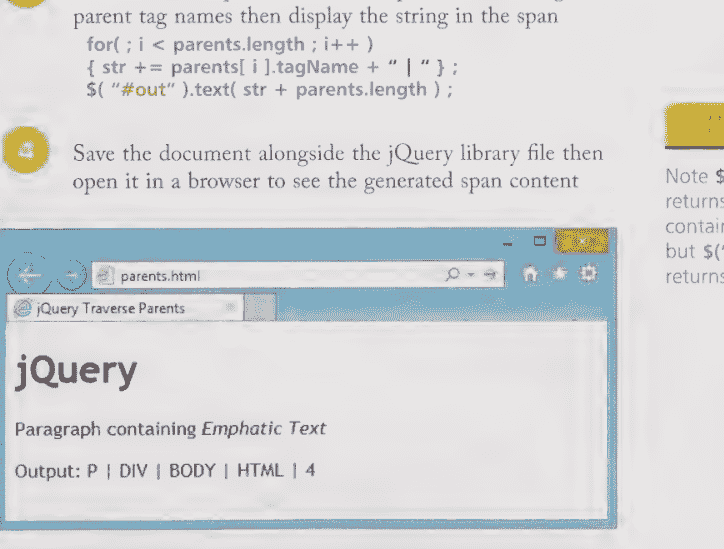 parent tag names then display the string in the span
for( ; i < parents.length ; i++ )
{ str += parents[ i ].tagName + “ | “ } ;
$( “#out” ).text( str + parents.length ) ;
4
Save the document alongside the jQuery library file then
open it in a browser to see the generated span content
parents.html
jQuery Traverse Parents
jQuery
Paragraph containing Emphatic Text
Output: P | DIV | BODY | HTML | 4
Note $
returns
contain
but $(“
returns